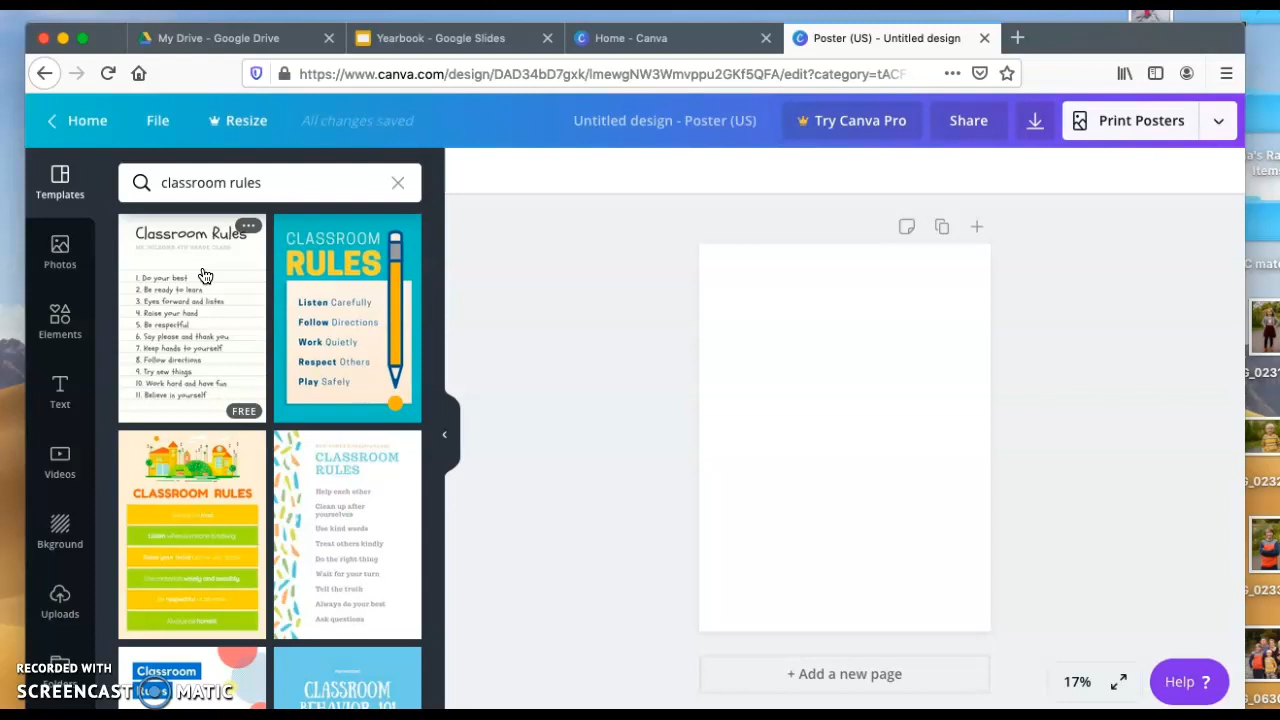 My Drive - Google Drive
Yearbook - Google Slides
Home - Canva
Poster (US) - Untitled design
https://www.canva.com/design/DAD34bD7gxk/lmewgNW3Wmvppu2GKf5QFA/edit?category=tACF
Home
File
Resize
All changes saved
Untitled design - Poster (US)
Try Canva Pro
Share
Print Posters
Templates
Photos
Elements
Text
Videos
Bkground
Uploads
classroom rules
Classroom Rules
1. Do your best
2. Be ready to learn
3. Eyes forward and listen
4. Raise your hand
5. Be respectful
6. Say please and thank you
7. Keep hands to yourself
8. Follow directions
9. Try new things
10. Work hard and have fun
11. Believe in yourself
FREE
CLASSROOM
RULES
Listen Carefully
Follow Directions
Work Quietly
Respect Others
Play Safely
CLASSROOM RULES
CLASSROOM
RULES
Help each other
Clean up after
yourselves
Use kind words
Treat others kindly
Do the right thing
Wait for your turn
Tell the truth
Always do your best
Ask questions
Classroom
CLASSROOM
BEHAVIOR 101
+ Add a new page
17%
Help ?
RECORDED WITH
SCREENCAST MATIC